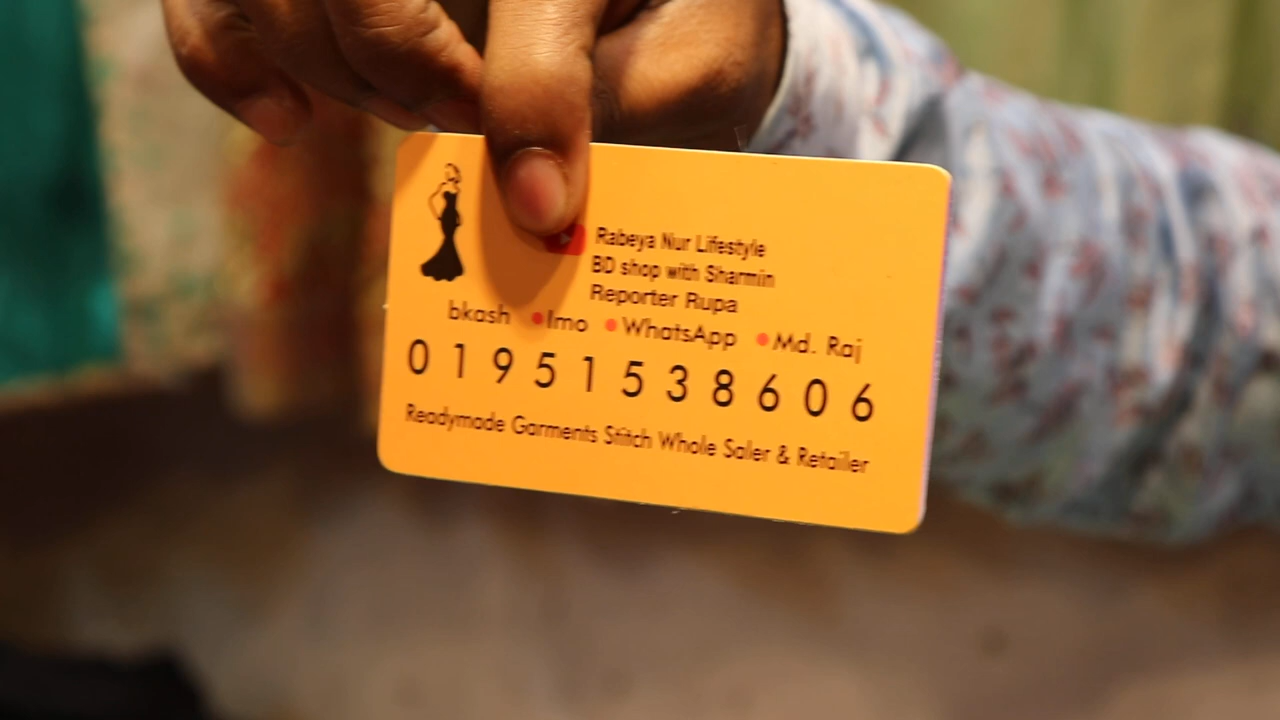 Rabeya Nur Lifestyle
BD shop with Sharmin
Reporter Rupa
bkash • Imo • WhatsApp • Md. Raj
01951538606
Readymade Garments Stitch Whole Saler & Retailer